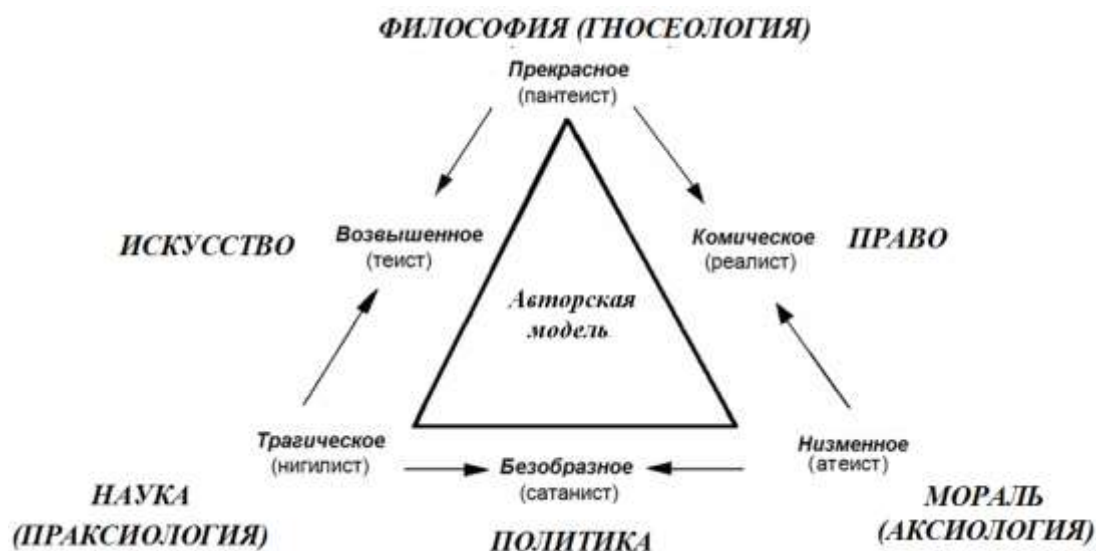 ФИЛОСОФИЯ (ГНОСЕОЛОГИЯ)
Прекрасное
(пантеист)
ИСКУССТВО
Возвышенное
(теист)
Комическое
(реалист)
ПРАВО
Авторская
модель
Трагическое
(нигилист)
Безобразное
(сатанист)
Низменное
(атеист)
НАУКА
(ПРАКСИОЛОГИЯ)
ПОЛИТИКА
МОРАЛЬ
(АКСИОЛОГИЯ)